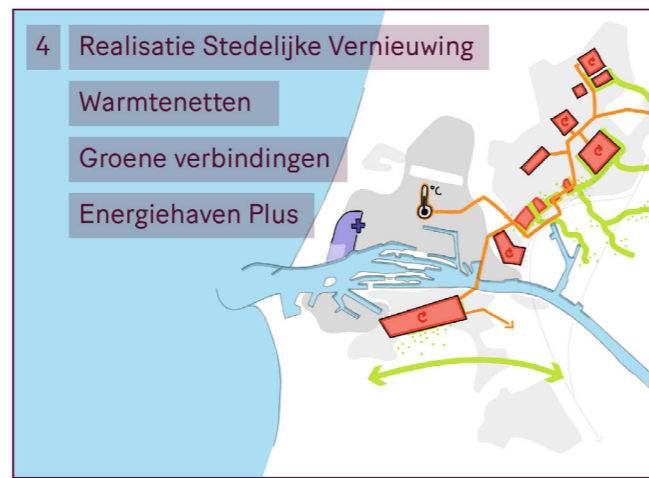 4 Realisatie Stedelijke Vernieuwing
Warmtenetten
Groene verbindingen
Energiehaven Plus
°C